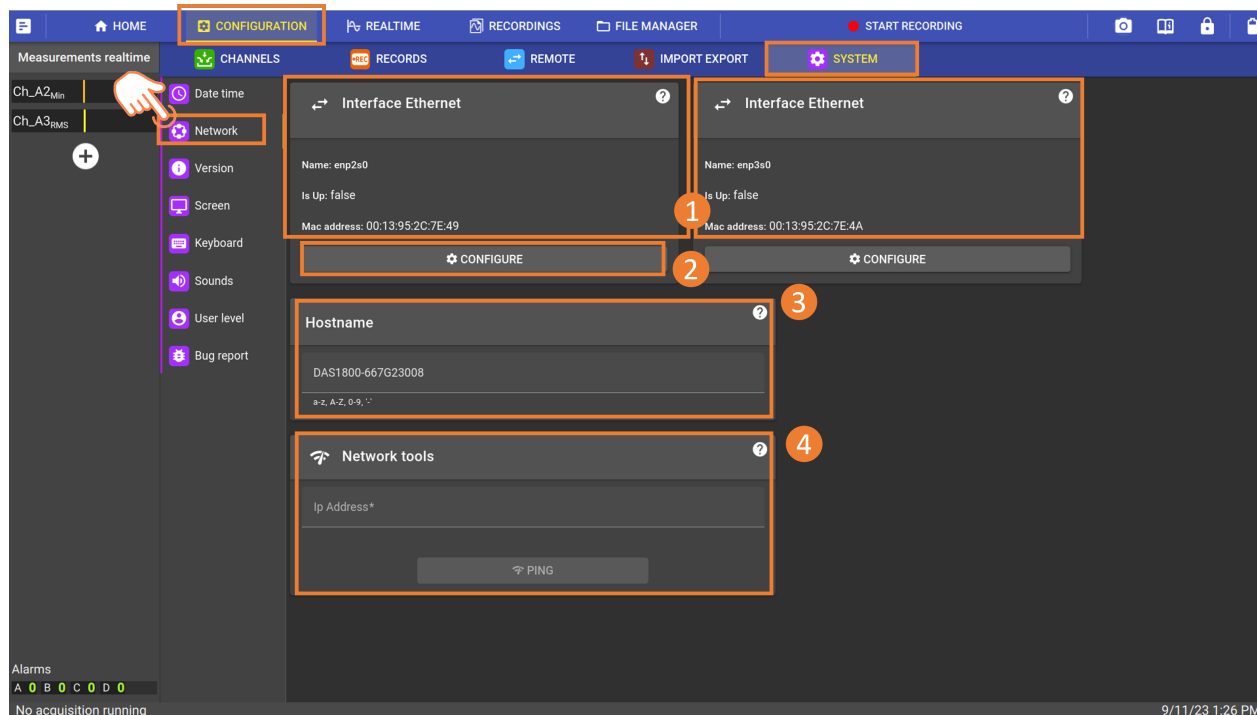 HOME
CONFIGURATION
REALTIME
RECORDINGS
FILE MANAGER
START RECORDING
Measurements realtime
CHANNELS
REC
RECORDS
REMOTE
IMPORT EXPORT
SYSTEM
Ch_A2Min
Ch_A3RMS
Date time
Network
Version
Screen
Keyboard
Sounds
User level
Bug report
Interface Ethernet
Name: enp2s0
Is Up: false
Mac address: 00:13:95:2C:7E:49
CONFIGURE
Interface Ethernet
Name: enp3s0
Is Up: false
Mac address: 00:13:95:2C:7E:4A
CONFIGURE
1
2
3
Hostname
DAS1800-667G23008
a-z, A-Z, 0-9, '-'
4
Network tools
Ip Address*
PING
Alarms
A 0 B 0 C 0 D 0
No acquisition running
9/11/23 1:26 PM